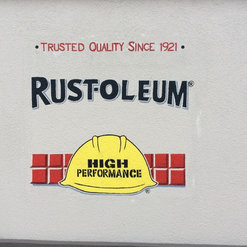 • TRUSTED QUALITY SINCE 1921 •
RUST-OLEUM®
HIGH
PERFORMANCE
®